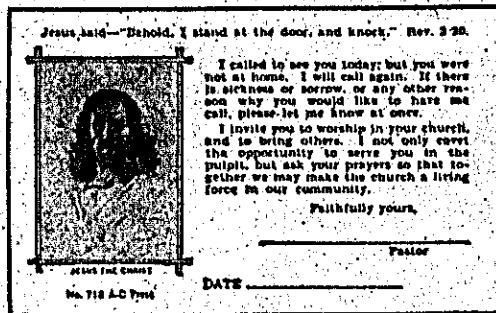 Jesus said—"Behold, I stand at the door, and knock." Rev. 3-20.
I called to see you today; but you were
not at home. I will call again. If there
is sickness or sorrow, or any other rea-
son why you would like to have me
call, please let me know at once.
I invite you to worship in your church,
and to bring others. I not only covet
the opportunity to serve you in the
pulpit, but ask your prayers so that to-
gether we may make the church a living
force in our community.
Faithfully yours,
Pastor
JESUS THE CHRIST
DATE
No. 718 A-C Print